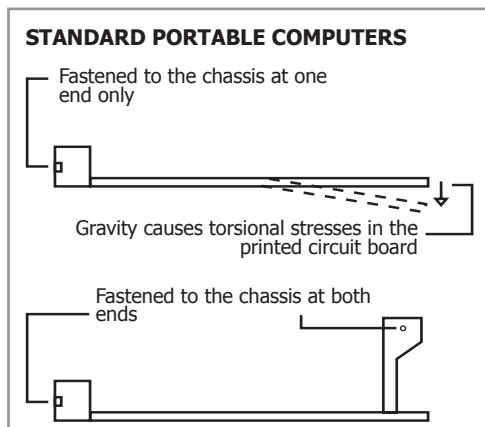 STANDARD PORTABLE COMPUTERS
Fastened to the chassis at one
end only
Gravity causes torsional stresses in the
printed circuit board
Fastened to the chassis at both
ends